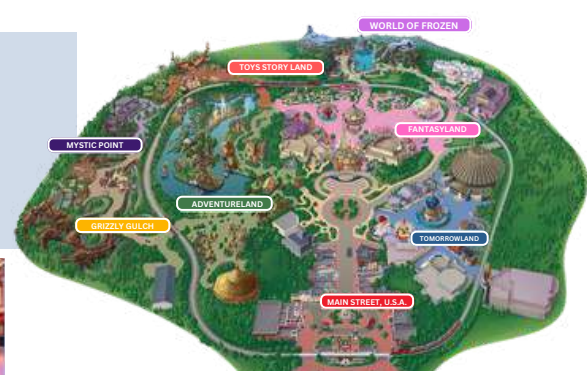 WORLD OF FROZEN
TOYS STORY LAND
FANTASYLAND
MYSTIC POINT
ADVENTURELAND
GRIZZLY GULCH
TOMORROWLAND
MAIN STREET, U.S.A.